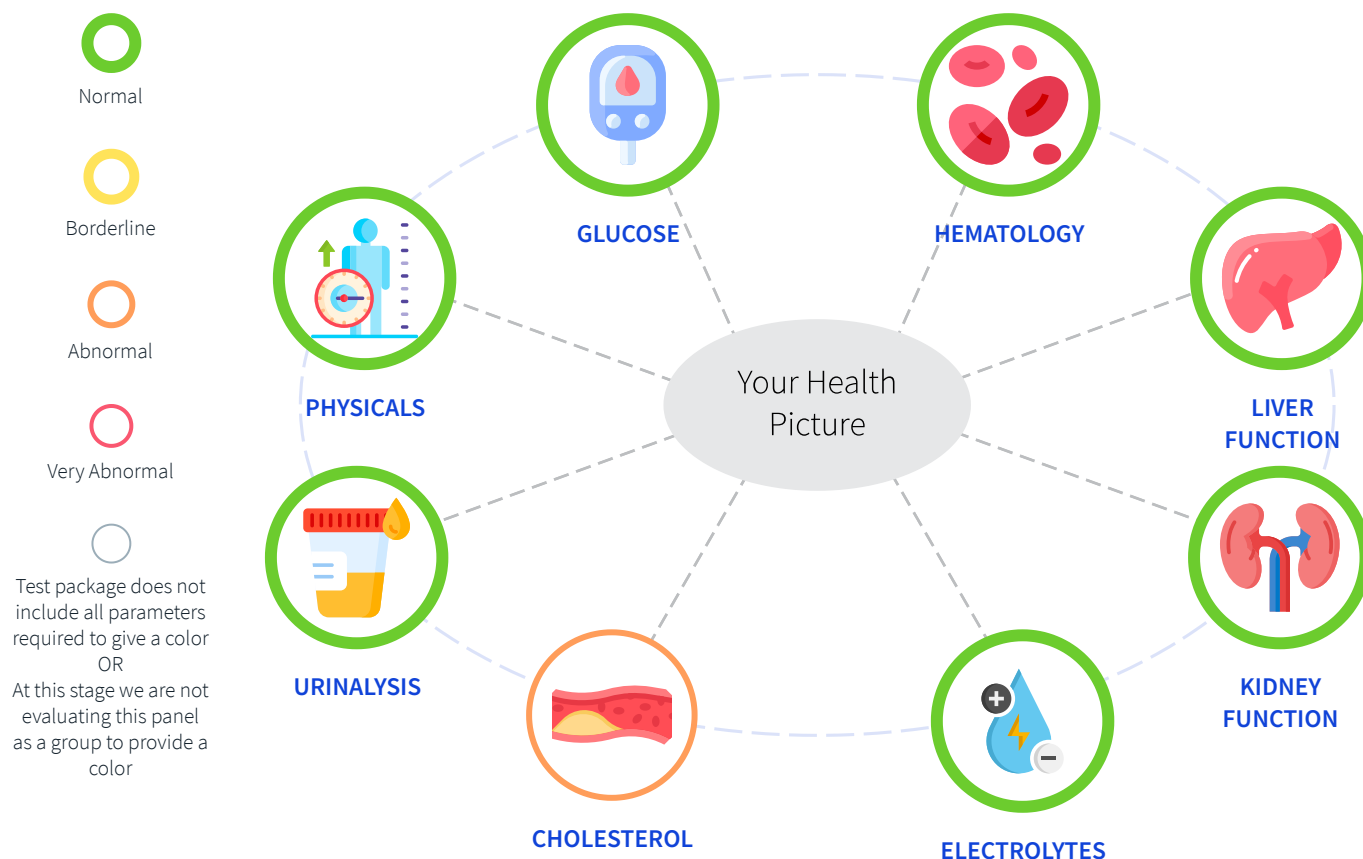 Normal
Borderline
Abnormal
Very Abnormal
Test package does not
include all parameters
required to give a color
OR
At this stage we are not
evaluating this panel
as a group to provide a
color
GLUCOSE
HEMATOLOGY
PHYSICALS
Your Health
Picture
LIVER
FUNCTION
URINALYSIS
KIDNEY
FUNCTION
CHOLESTEROL
ELECTROLYTES